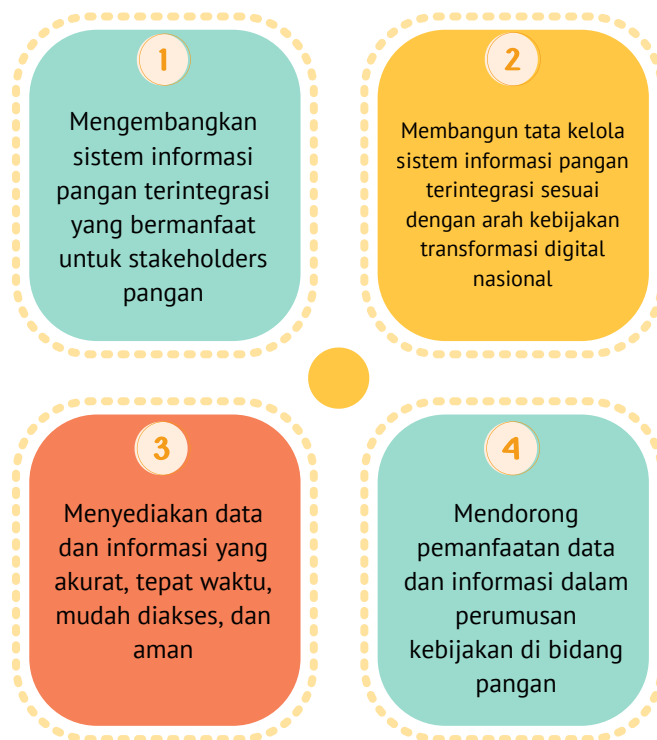 1
Mengembangkan
sistem informasi
pangan terintegrasi
yang bermanfaat
untuk stakeholders
pangan
2
Membangun tata kelola
sistem informasi pangan
terintegrasi sesuai
dengan arah kebijakan
transformasi digital
nasional
3
Menyediakan data
dan informasi yang
akurat, tepat waktu,
mudah diakses, dan
aman
4
Mendorong
pemanfaatan data
dan informasi dalam
perumusan
kebijakan di bidang
pangan